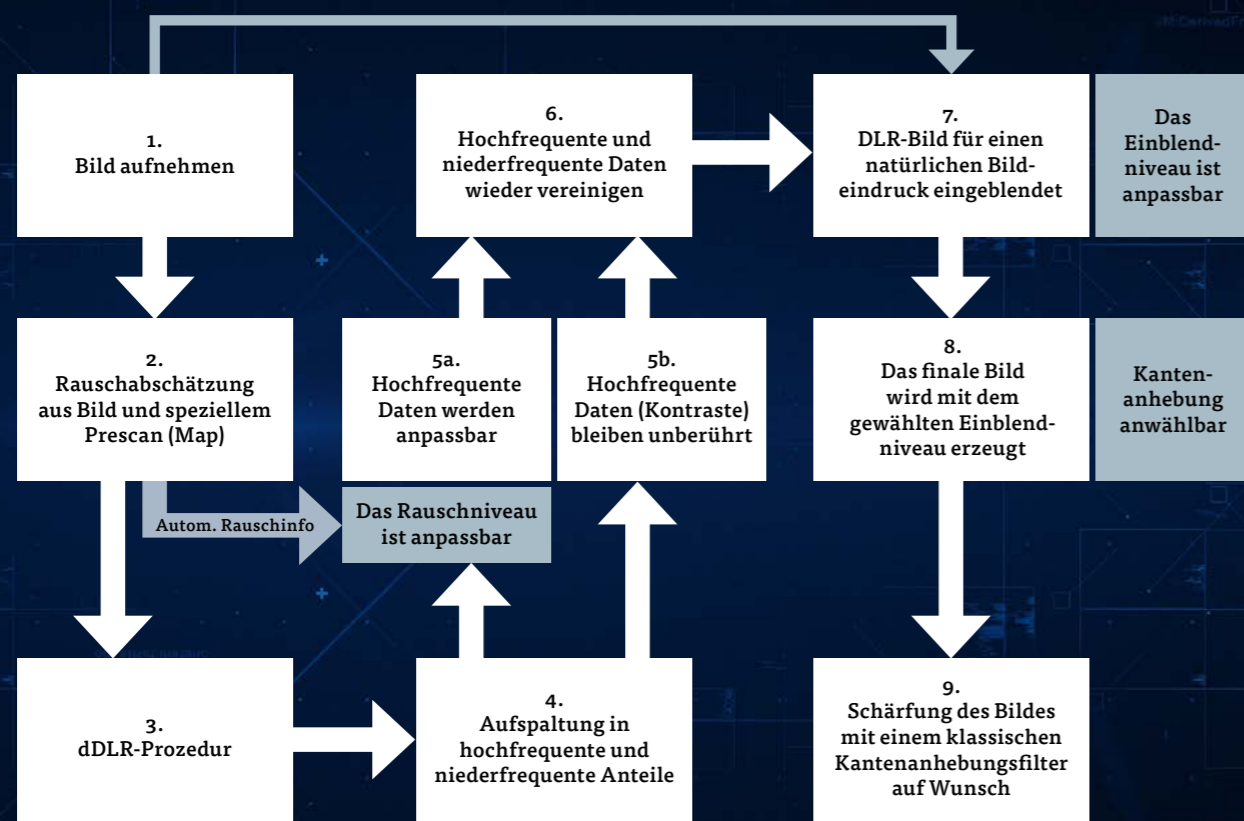 1.
Bild aufnehmen
2.
Rauschabschätzung
aus Bild und speziellem
Prescan (Map)
Autom. Rauschinfo
3.
dDLR-Prozedur
4.
Aufspaltung in
hochfrequente und
niederfrequente Anteile
Das Rauschniveau
ist anpassbar
5a.
Hochfrequente
Daten werden
anpassbar
5b.
Hochfrequente
Daten (Kontraste)
bleiben unberührt
6.
Hochfrequente und
niederfrequente Daten
wieder vereinigen
7.
DLR-Bild für einen
natürlichen Bild-
eindruck eingeblendet
Das
Einblend-
niveau ist
anpassbar
8.
Das finale Bild
wird mit dem
gewählten Einblend-
niveau erzeugt
Kanten-
anhebung
anwählbar
9.
Schärfung des Bildes
mit einem klassischen
Kantenanhebungsfilter
auf Wunsch